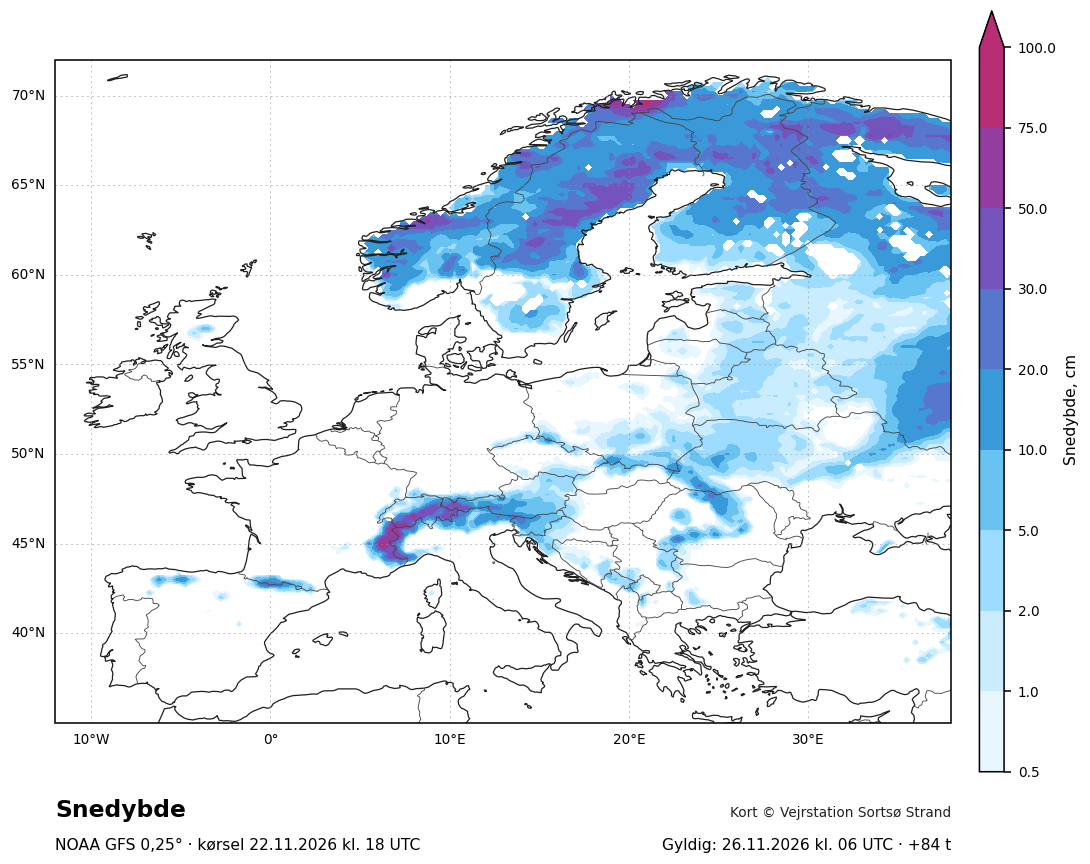 100.0
70°N
75.0
65°N
50.0
60°N
30.0
55°N
20.0
Snedybde, cm
50°N
10.0
45°N
5.0
40°N
2.0
1.0
10°W 0° 10°E 20°E 30°E
0.5
Snedybde
Kort © Vejrstation Sortsø Strand
NOAA GFS 0,25° · kørsel 22.11.2026 kl. 18 UTC
Gyldig: 26.11.2026 kl. 06 UTC · +84 t